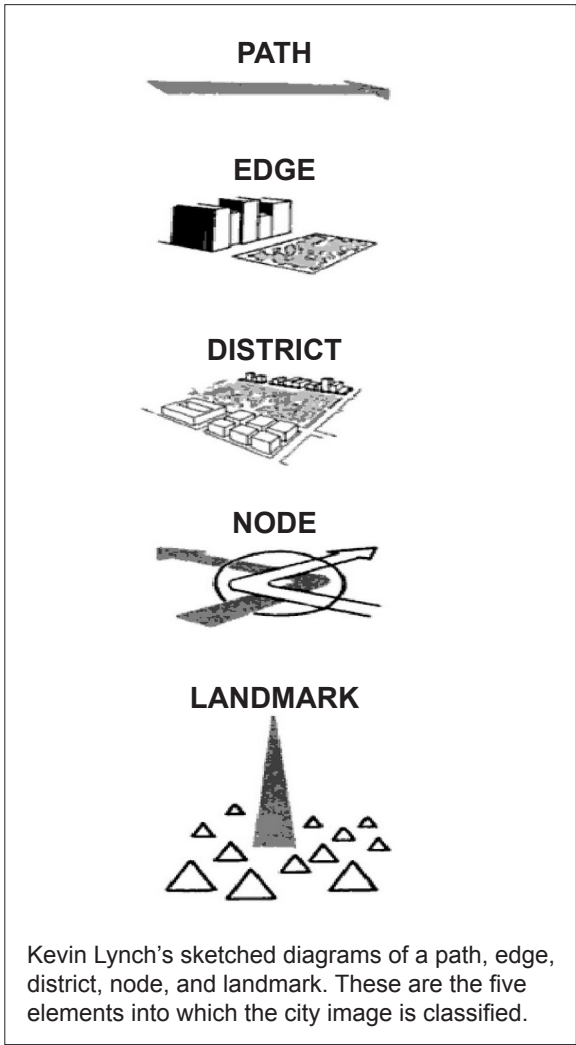 PATH
EDGE
DISTRICT
NODE
LANDMARK
Kevin Lynch's sketched diagrams of a path, edge,
district, node, and landmark. These are the five
elements into which the city image is classified.